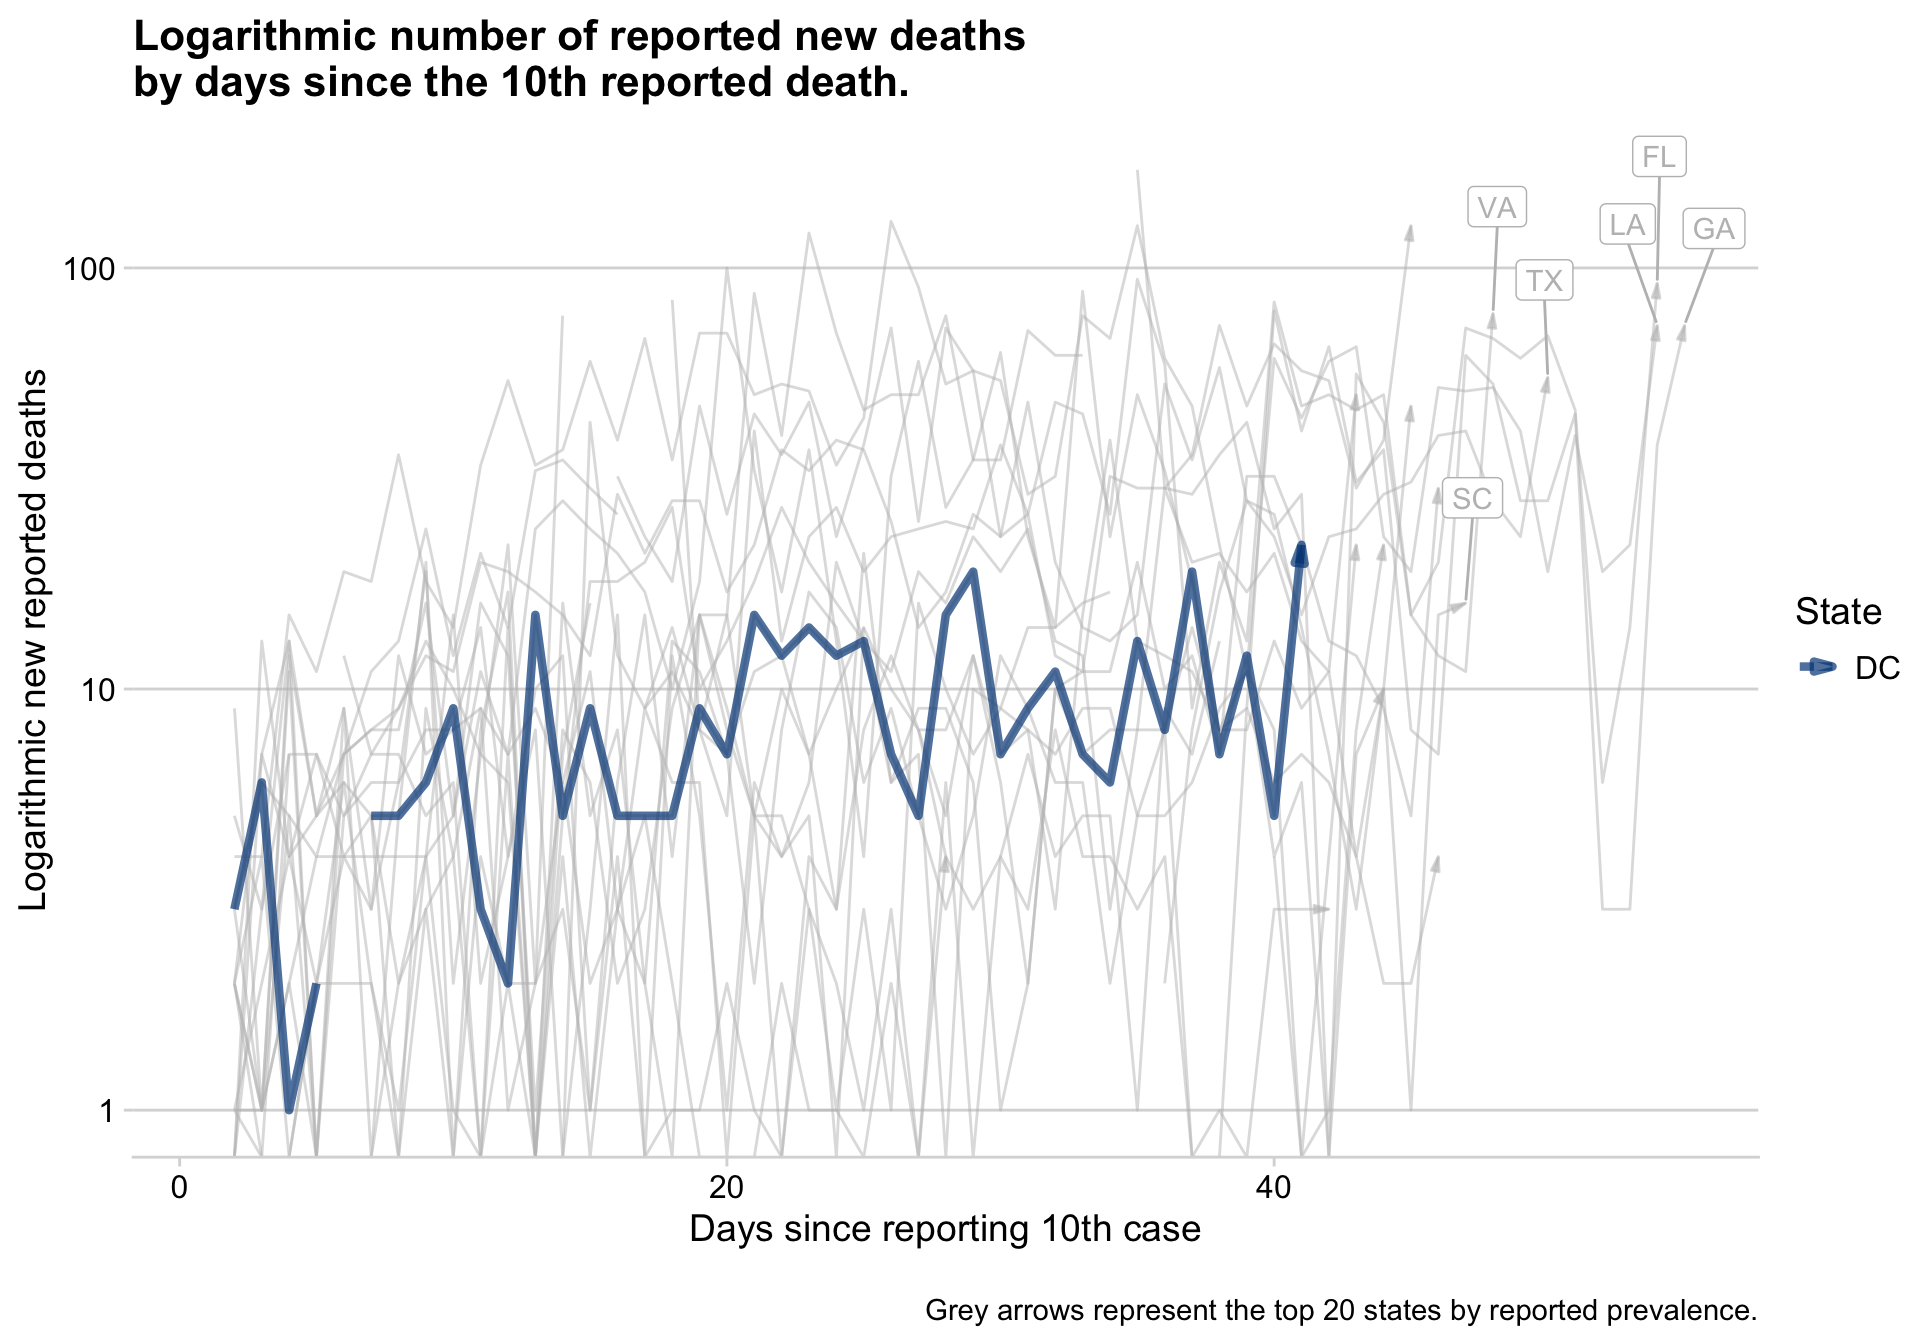 Logarithmic number of reported new deaths
by days since the 10th reported death.
FL
VA
LA
GA
TX
SC
100
10
1
Logarithmic new reported deaths
0
20
40
Days since reporting 10th case
State
DC
Grey arrows represent the top 20 states by reported prevalence.